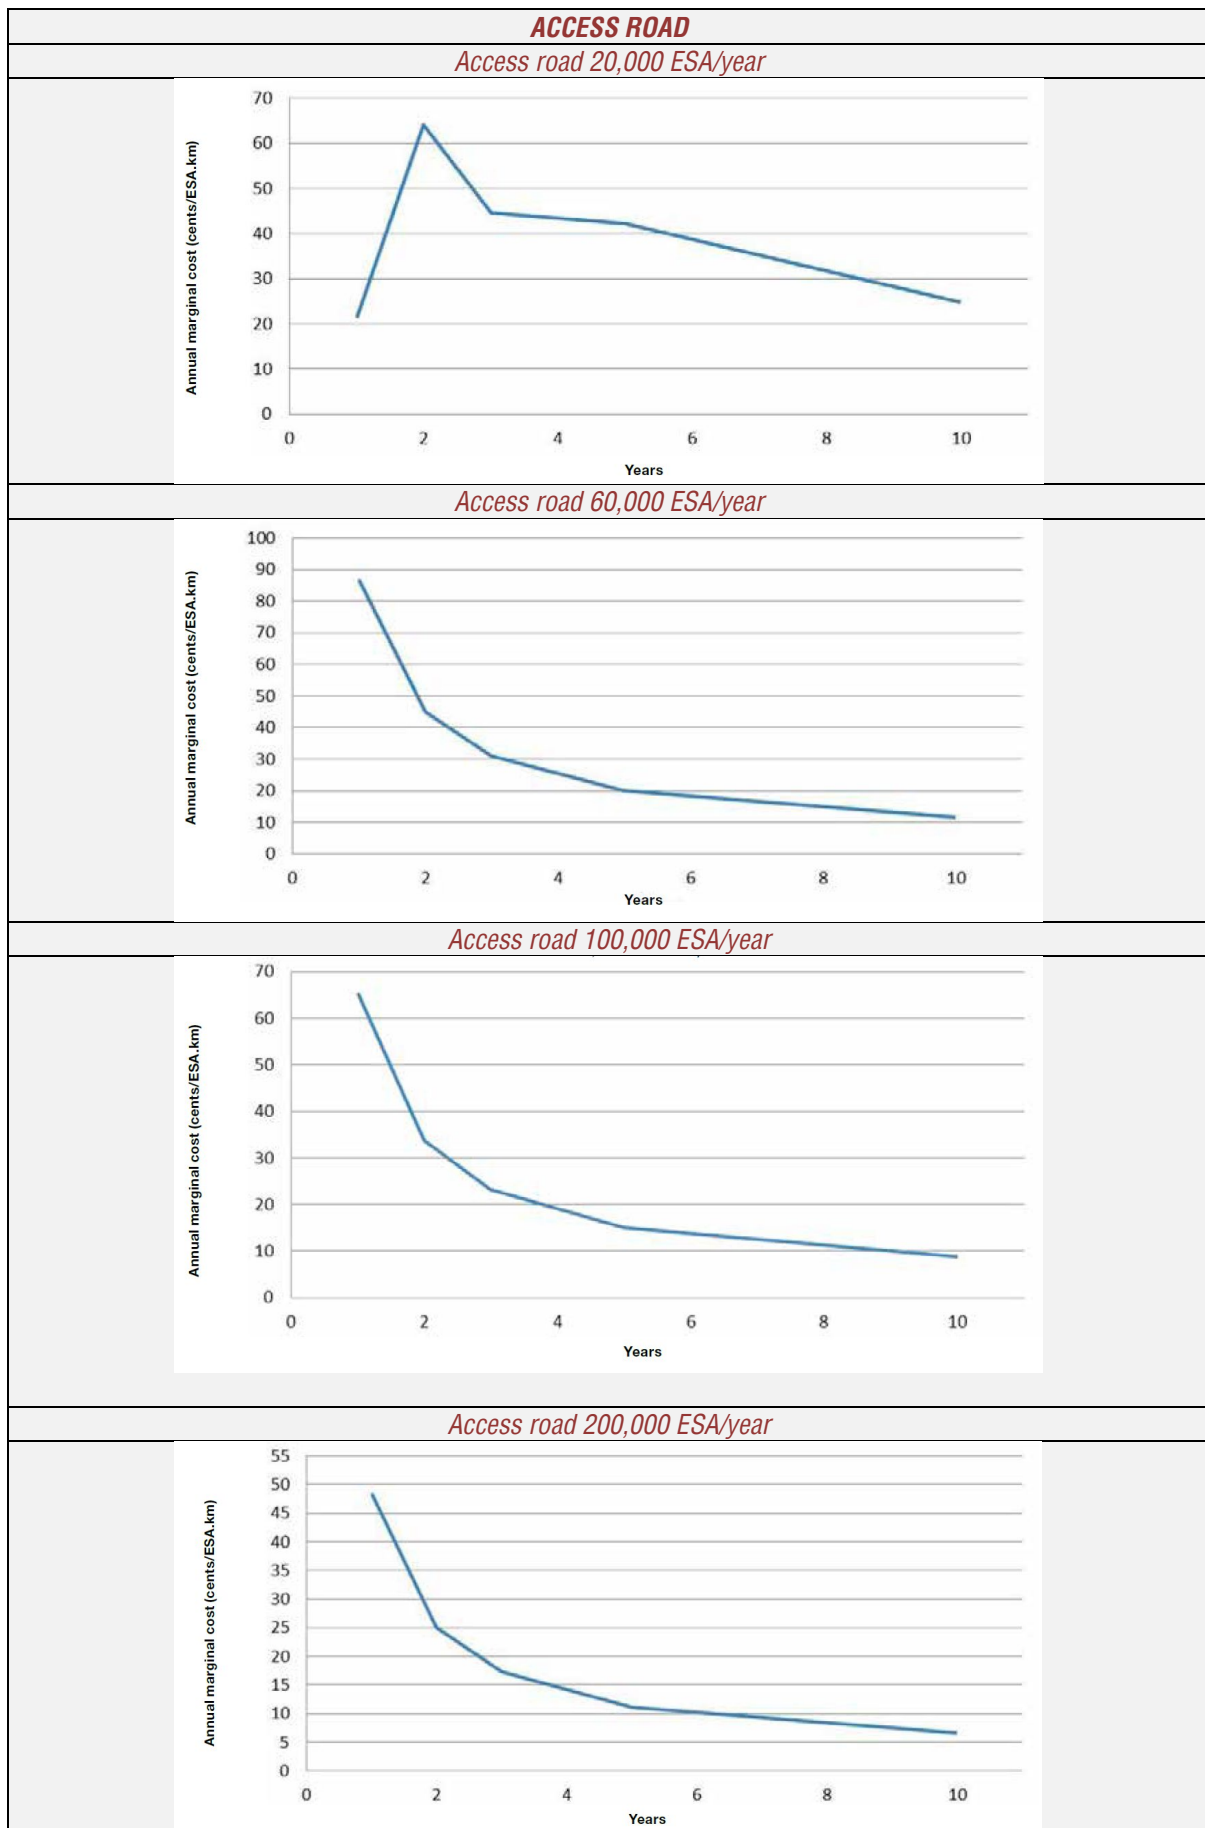 ACCESS ROAD
Access road 20,000 ESA/year
Annual marginal cost (cents/ESA.km)
70
60
50
40
30
20
10
0
0 2 4 6 8 10
Years
Access road 60,000 ESA/year
Annual marginal cost (cents/ESA.km)
100
90
80
70
60
50
40
30
20
10
0
0 2 4 6 8 10
Years
Access road 100,000 ESA/year
Annual marginal cost (cents/ESA.km)
70
60
50
40
30
20
10
0
0 2 4 6 8 10
Years
Access road 200,000 ESA/year
Annual marginal cost (cents/ESA.km)
55
50
45
40
35
30
25
20
15
10
5
0
0 2 4 6 8 10
Years